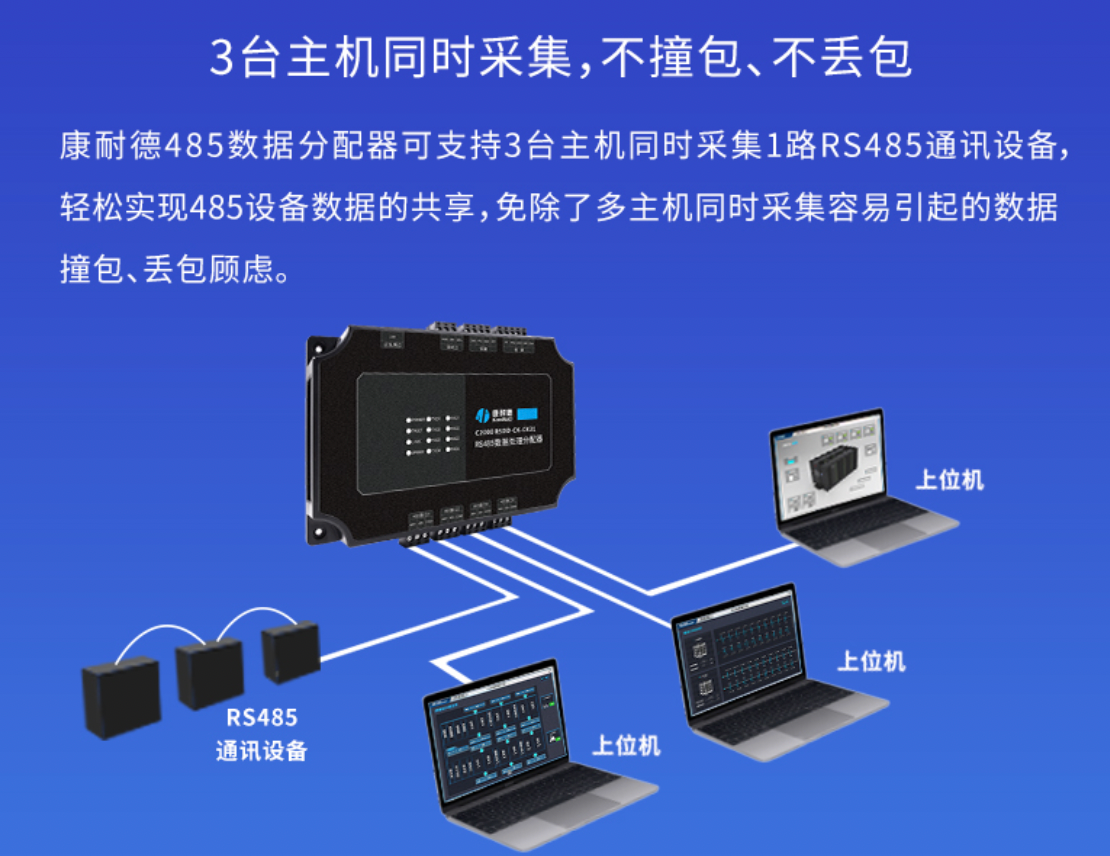 3台主机同时采集,不撞包、不丢包
康耐德485数据分配器可支持3台主机同时采集1路RS485通讯设备,
轻松实现485设备数据的共享,免除了多主机同时采集容易引起的数据
撞包、丢包顾虑。
康耐德
RS485数据处理分配器
上位机
上位机
RS485
通讯设备
上位机